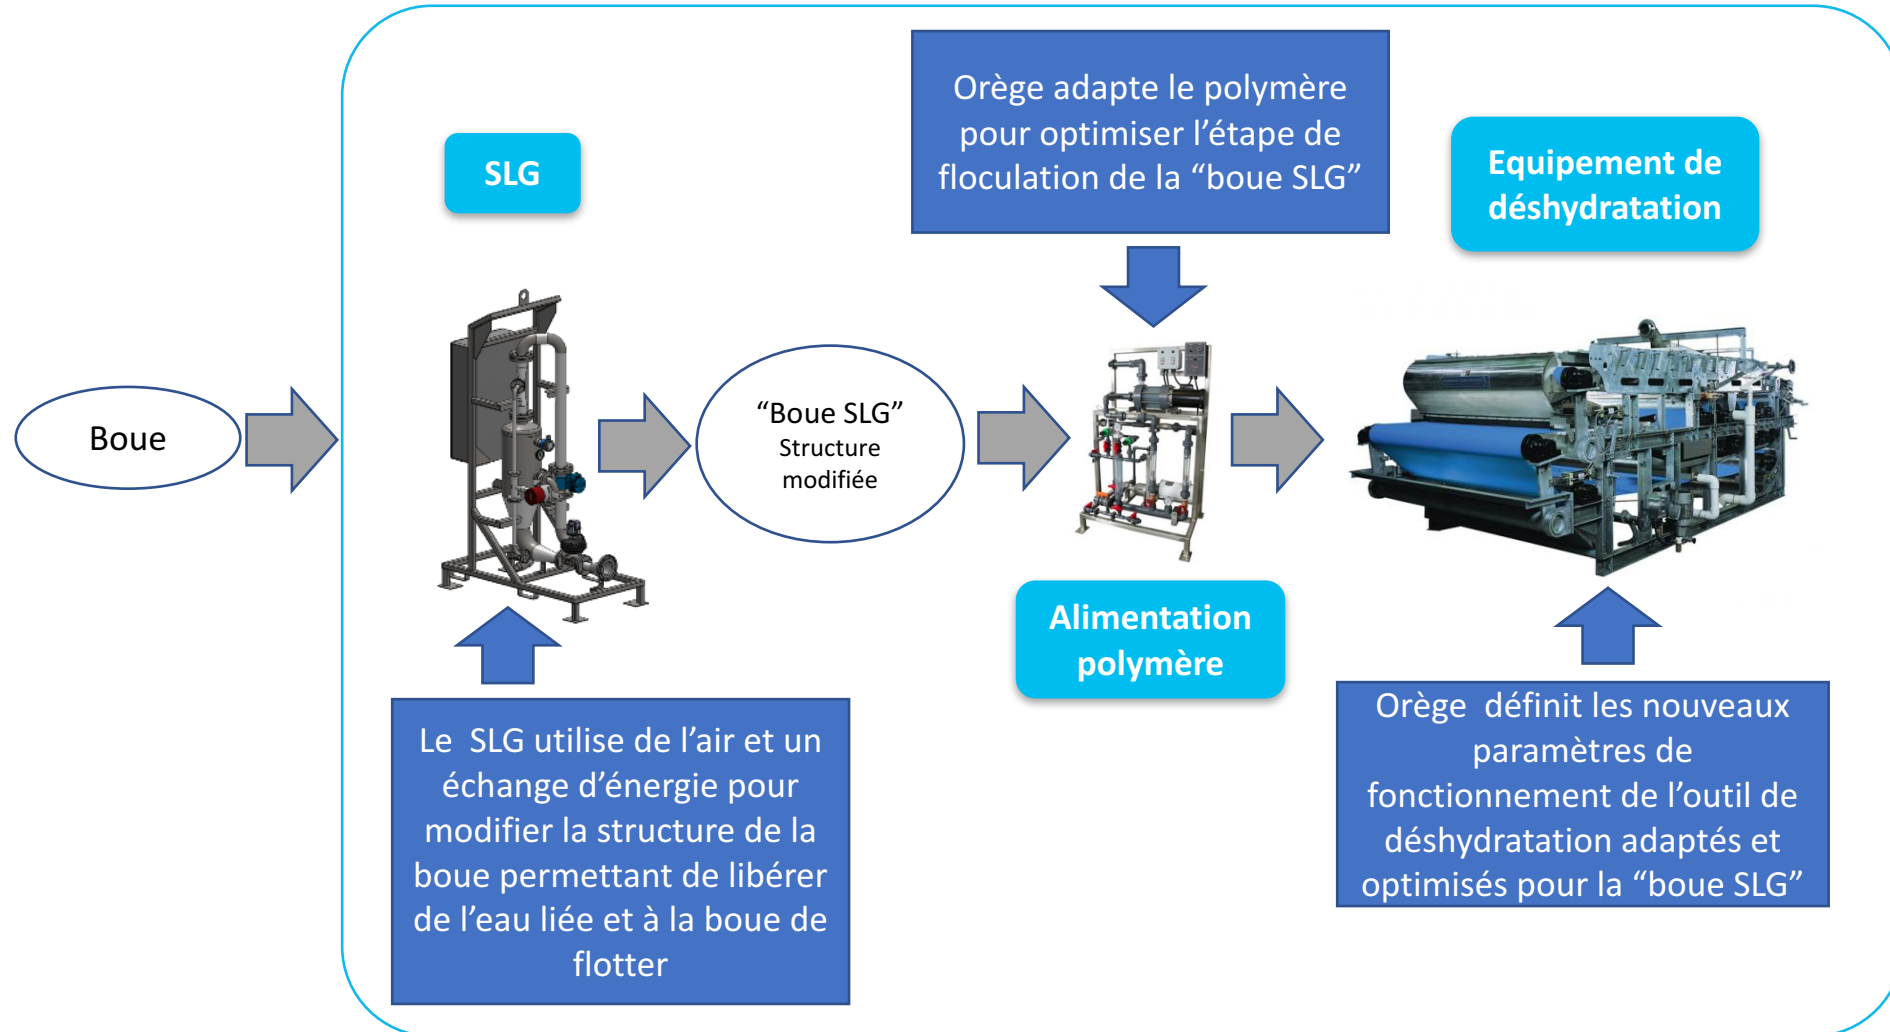 Orège adapte le polymère
pour optimiser l’étape de
floculation de la “boue SLG”
SLG
Equipement de
déshydratation
Boue
“Boue SLG”
Structure
modifiée
Alimentation
polymère
Le  SLG utilise de l’air et un
échange d’énergie pour
modifier la structure de la
boue permettant de libérer
de l’eau liée et à la boue de
flotter
Orège  définit les nouveaux
paramètres de
fonctionnement de l’outil de
déshydratation adaptés et
optimisés pour la “boue SLG”